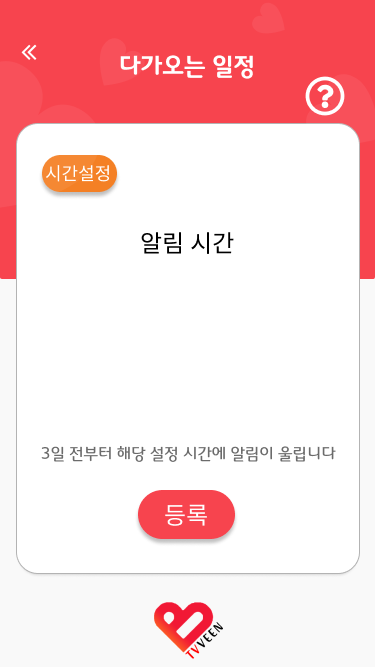 다가오는 일정
시간설정
알림 시간
3일 전부터 해당 설정 시간에 알림이 울립니다
등록
TVVEEN